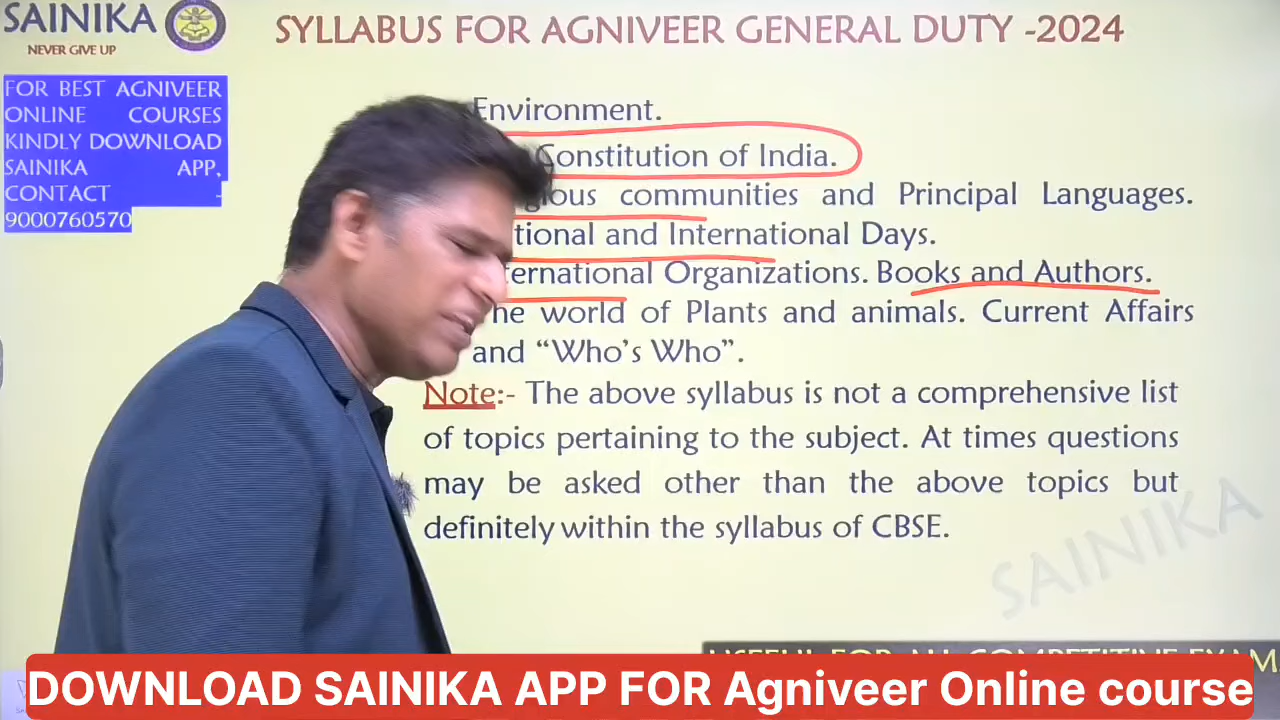 SAINIKA
NEVER GIVE UP
SYLLABUS FOR AGNIVEER GENERAL DUTY -2024
FOR BEST AGNIVEER
ONLINE COURSES
KINDLY DOWNLOAD
SAINIKA APP,
CONTACT -
9000760570
Environment.
Constitution of India.
communities and Principal Languages.
and International Days.
Organizations. Books and Authors.
world of Plants and animals. Current Affairs
and “Who’s Who”.
Note:- The above syllabus is not a comprehensive list
of topics pertaining to the subject. At times questions
may be asked other than the above topics but
definitely within the syllabus of CBSE.
SAINIKA
DOWNLOAD SAINIKA APP FOR Agniveer Online course